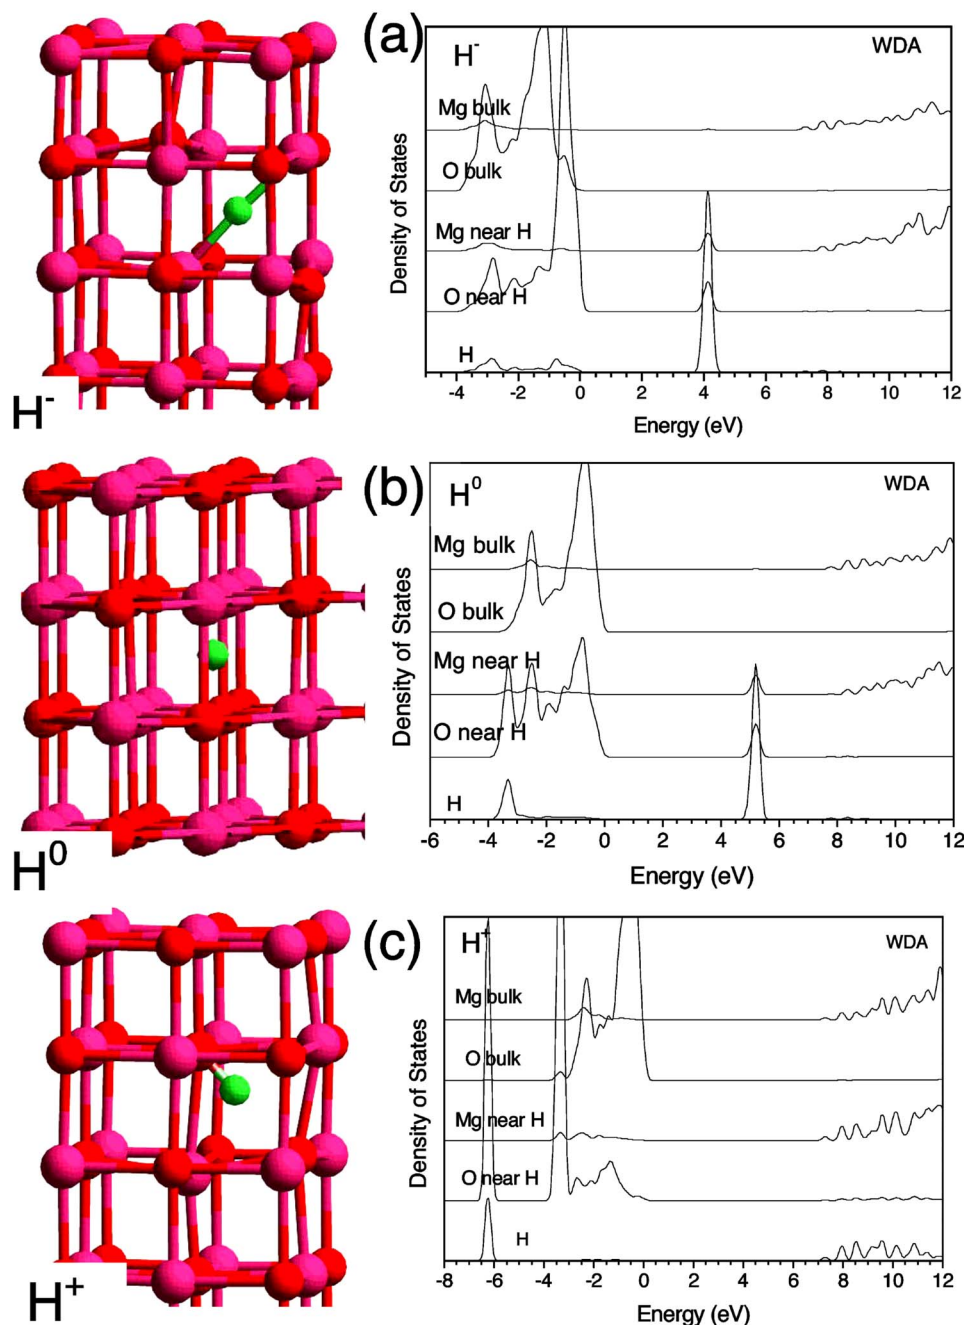 (a)
H⁻
WDA
Mg bulk
O bulk
Mg near H
O near H
H
Density of States
-4 -2 0 2 4 6 8 10 12
Energy (eV)
H⁻
(b)
H⁰
WDA
Mg bulk
O bulk
Mg near H
O near H
H
Density of States
-6 -4 -2 0 2 4 6 8 10 12
Energy (eV)
H⁰
(c)
H⁺
WDA
Mg bulk
O bulk
Mg near H
O near H
H
Density of States
-8 -6 -4 -2 0 2 4 6 8 10 12
Energy (eV)
H⁺